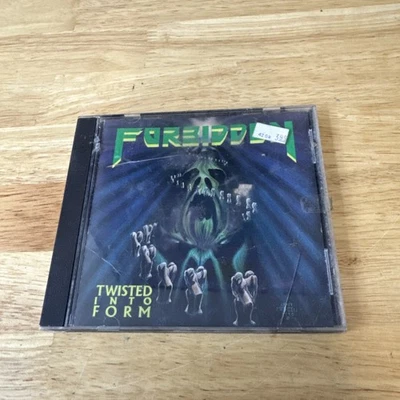 FORBIDDEN
TWISTED
INTO
FORM